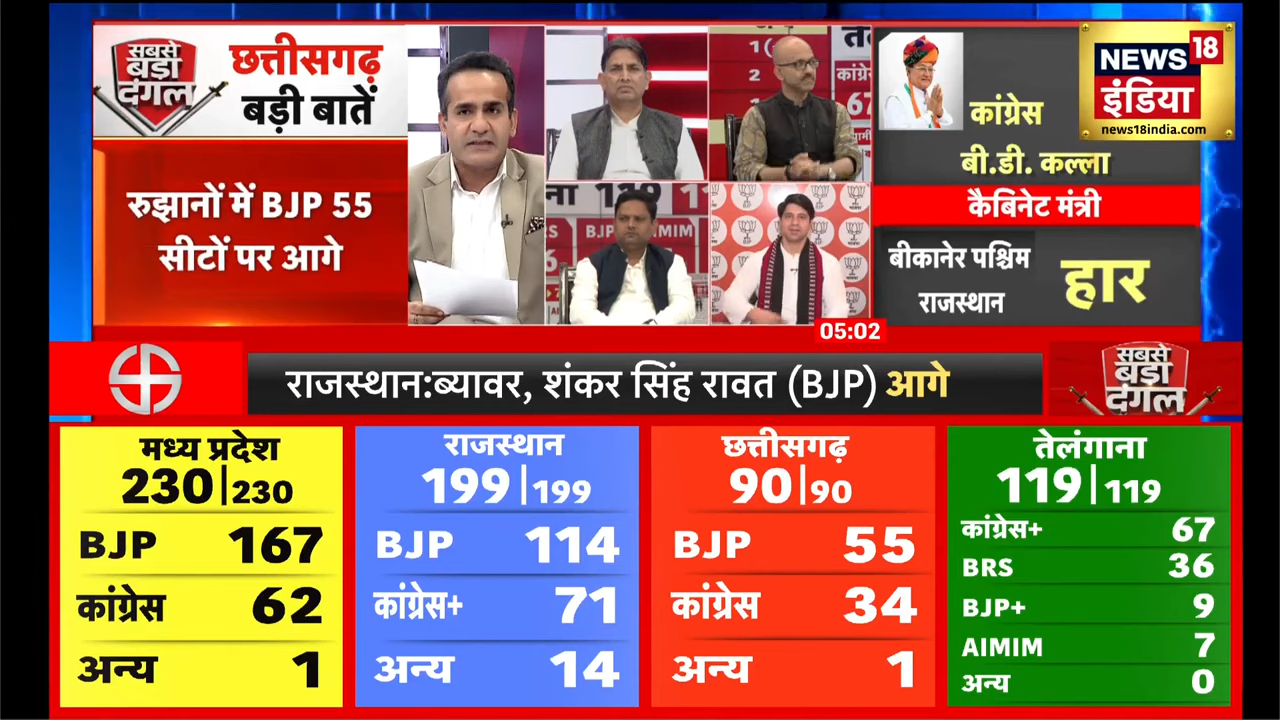 सबसे
बड़ा
दंगल
छत्तीसगढ़
बड़ी बातें
रुझानों में BJP 55
सीटों पर आगे
कांग्रेस
बी.डी. कल्ला
कैबिनेट मंत्री
बीकानेर पश्चिम
राजस्थान
हार
NEWS 18
इंडिया
news18india.com
05:02
राजस्थान:ब्यावर, शंकर सिंह रावत (BJP) आगे
सबसे
बड़ा
दंगल
मध्य प्रदेश
230|230
BJP 167
कांग्रेस 62
अन्य 1
राजस्थान
199|199
BJP 114
कांग्रेस+ 71
अन्य 14
छत्तीसगढ़
90|90
BJP 55
कांग्रेस 34
अन्य 1
तेलंगाना
119|119
कांग्रेस+ 67
BRS 36
BJP+ 9
AIMIM 7
अन्य 0